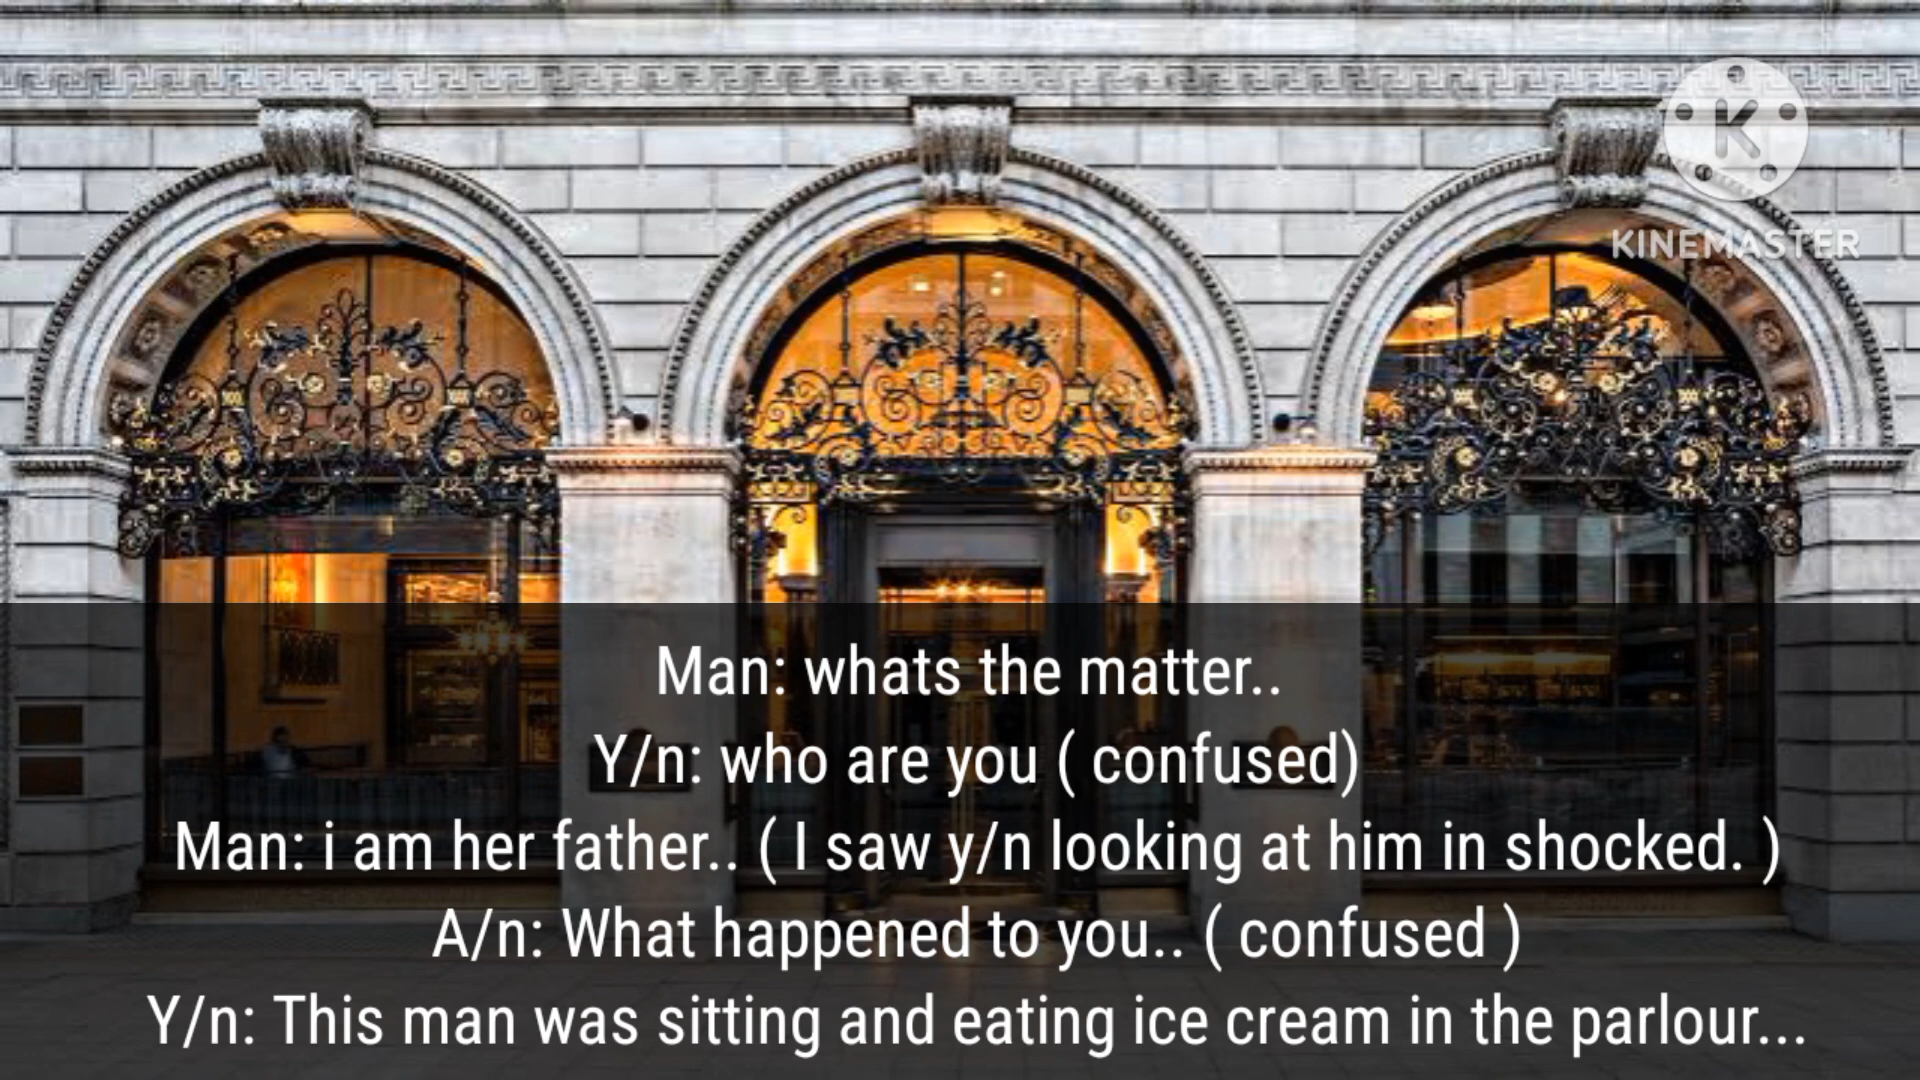 K
KINEMASTER
Man: whats the matter..
Y/n: who are you ( confused)
Man: i am her father.. ( I saw y/n looking at him in shocked. )
A/n: What happened to you.. ( confused )
Y/n: This man was sitting and eating ice cream in the parlour...